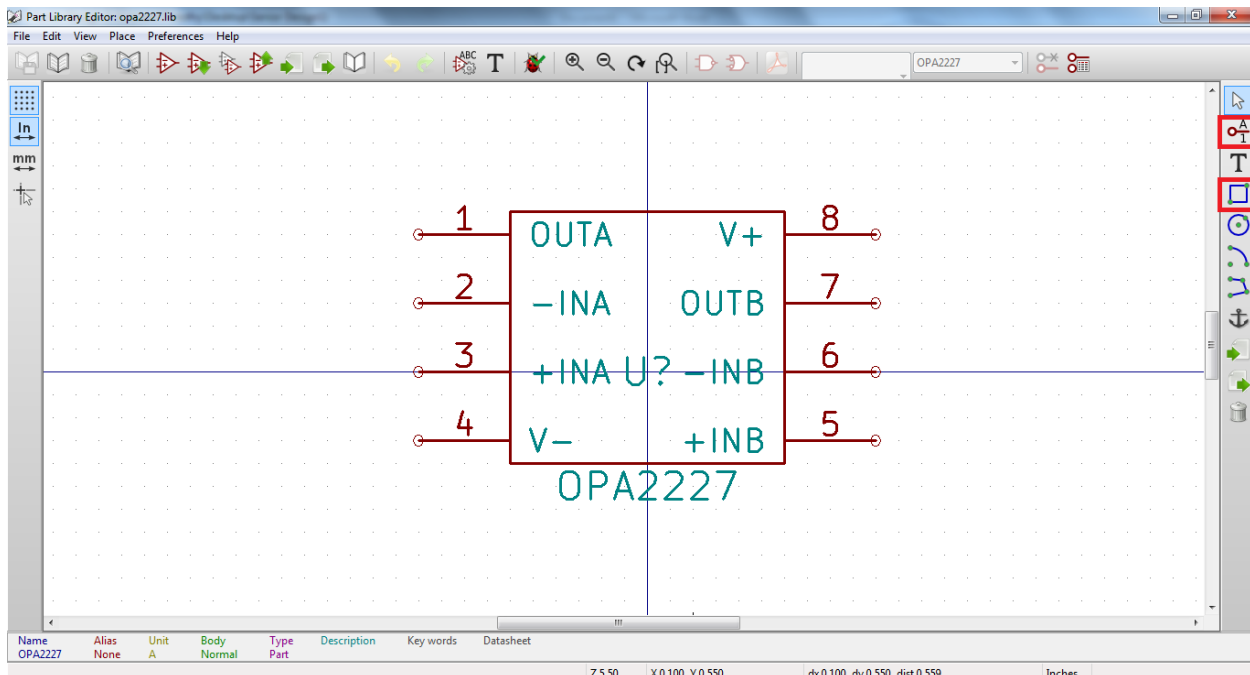 Part Library Editor: opa2227.lib
File Edit View Place Preferences Help
ABC T OPA2227
In
mm
A
1
T
1 OUTA V+ 8
2 -INA OUTB 7
3 +INA U? -INB 6
4 V- +INB 5
OPA2227
Name Alias Unit Body Type Description Key words Datasheet
OPA2227 None A Normal Part
Z 5.50 X 0.100 Y 0.550 dx 0.100 dy 0.550 dist 0.559 Inches